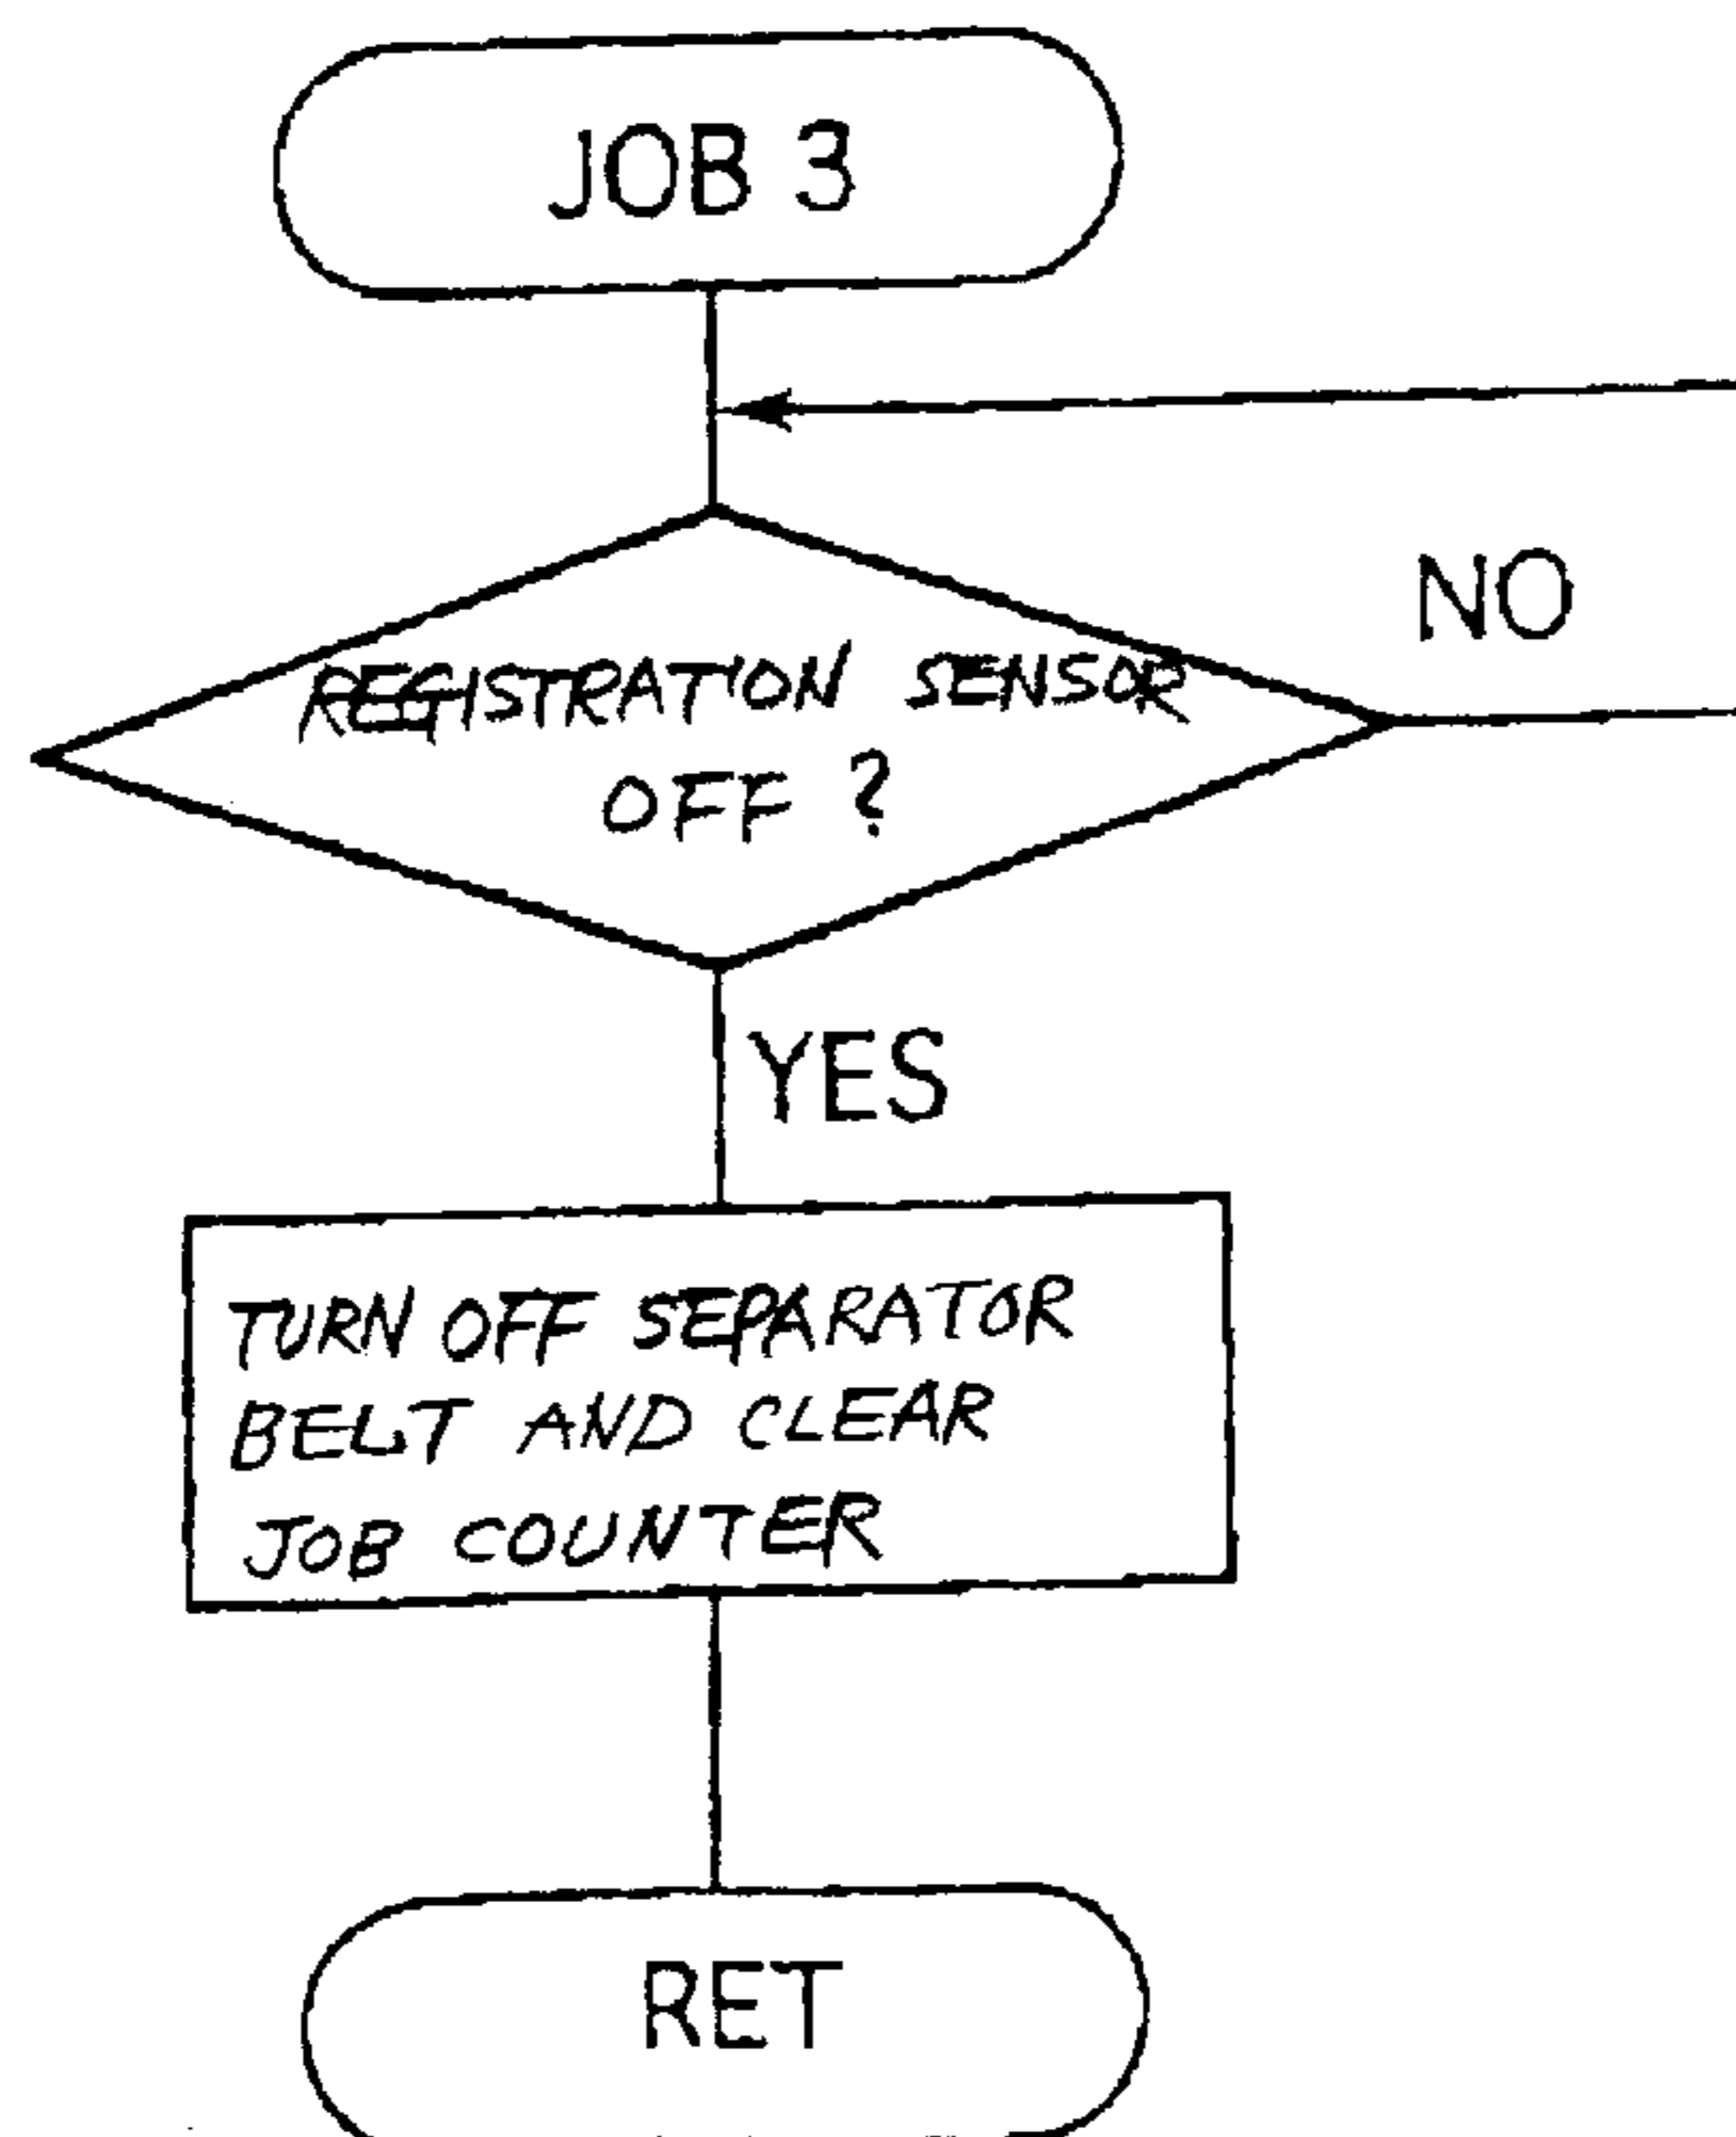 JOB 3
NO
REGISTRATION SENSOR
OFF ?
YES
TURN OFF SEPARATOR
BELT AND CLEAR
JOB COUNTER
RET